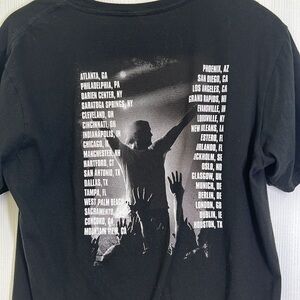 ATLANTA, GA
PHILADELPHIA, PA
DARIEN CENTER, NY
SARATOGA SPRINGS, NY
CLEVELAND, OH
CINCINNATI, OH
INDIANAPOLIS, IN
CHICAGO,
MANCHESTER, NH
HARTFORD, CT
SAN ANTONIO, TX
DALLAS, TX
TAMPA, FL
WEST PALM BEACH,
SACRAMENTO,
CONCORD, CA
MOUNTAIN VIEW, CA
PHOENIX, AZ
SAN DIEGO, CA
LOS ANGELES, CA
GRAND RAPIDS, MI
EVANSVILLE, IN
LOUISVILLE, KY
NEW ORLEANS, LA
ESTERO, FL
ORLANDO, FL
OCKHOLM, SE
OSLO, NO
GLASGOW, UK
MUNICH, DE
BERLIN, DE
LONDON, GB
DUBLIN, IE
HOUSTON, TX